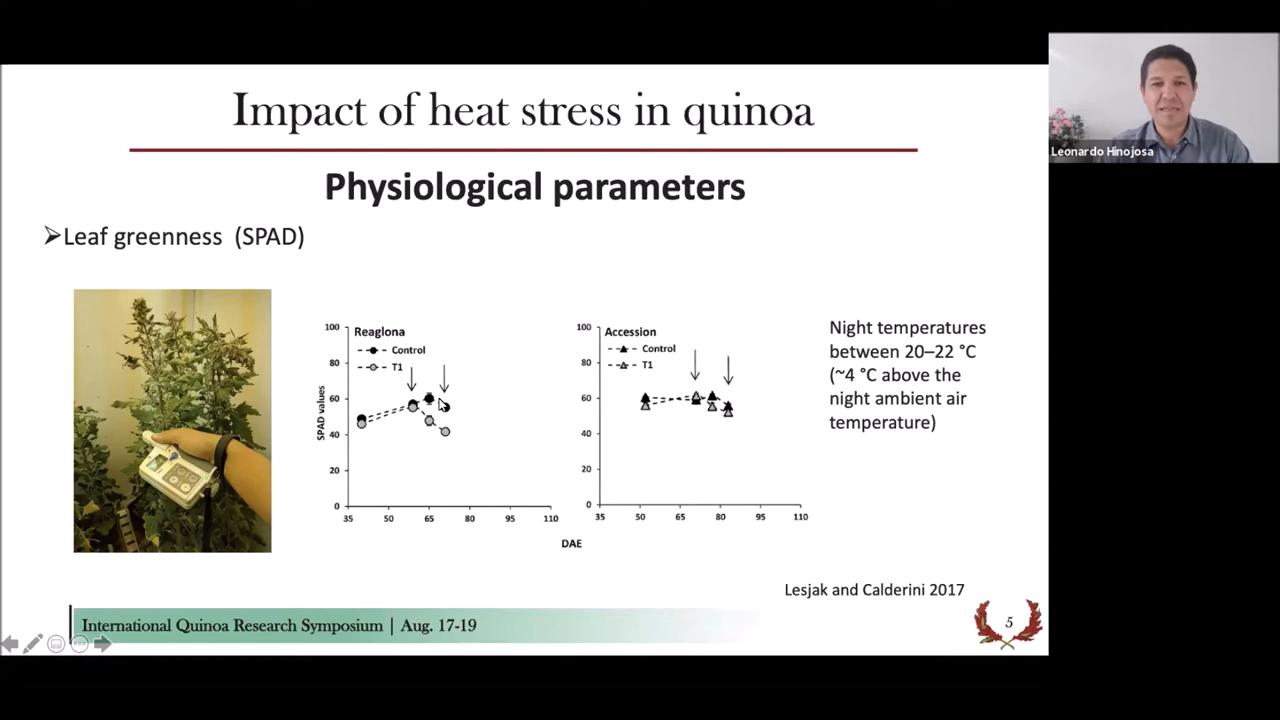 Impact of heat stress in quinoa
Physiological parameters
➢Leaf greenness (SPAD)
Leonardo Hinojosa
100
80
60
40
20
0
SPAD values
Reaglona
Control
T1
35
50
65
80
95
110
100
80
60
40
20
0
Accession
Control
T1
35
50
65
80
95
110
DAE
Night temperatures
between 20–22 °C
(~4 °C above the
night ambient air
temperature)
Lesjak and Calderini 2017
International Quinoa Research Symposium | Aug. 17-19
5